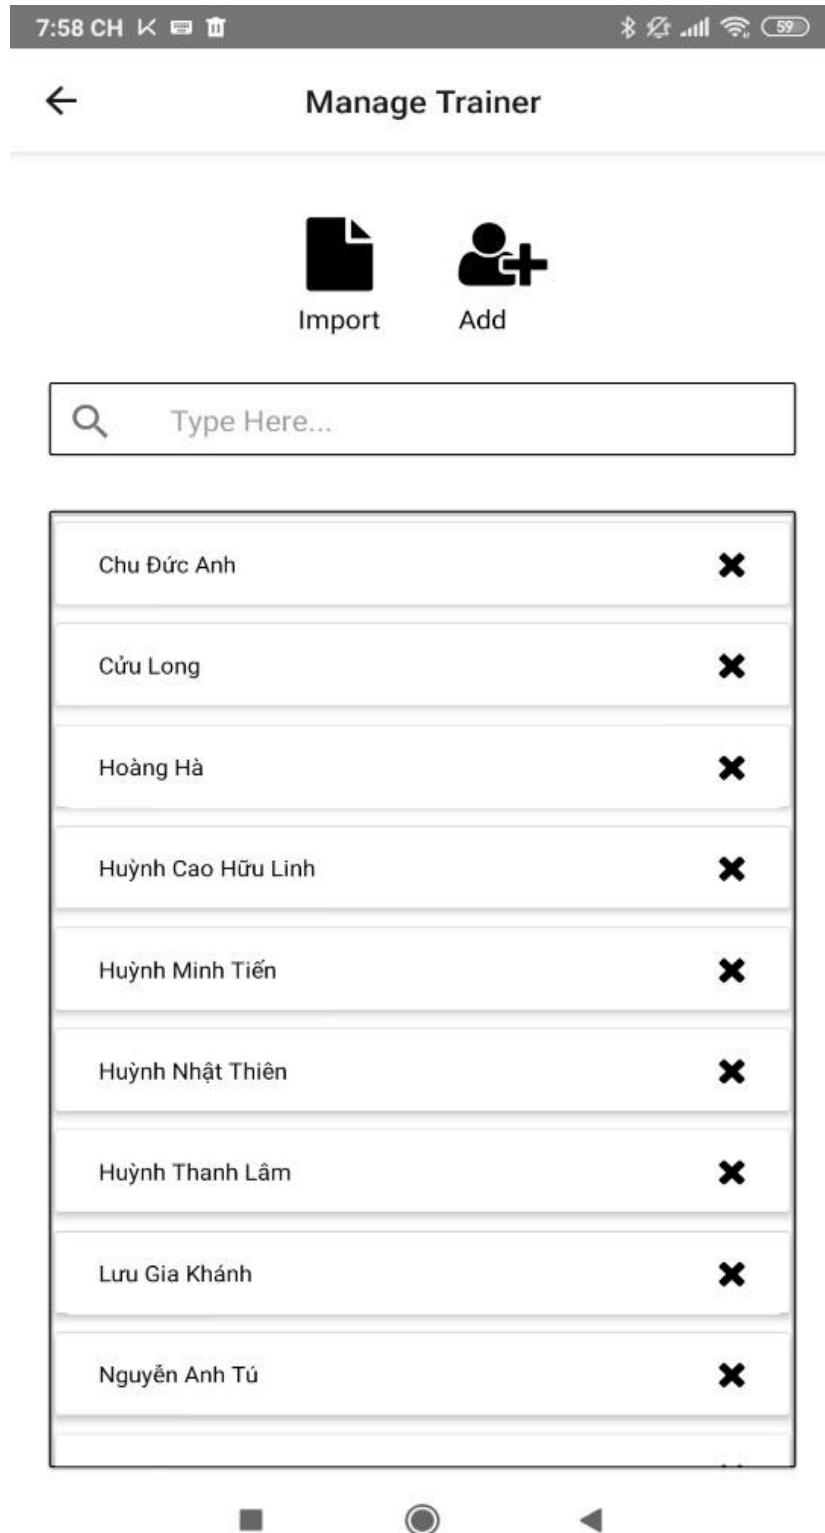 7:58 CH 59
Manage Trainer
Import Add
Type Here...
Chu Đức Anh
Cửu Long
Hoàng Hà
Huỳnh Cao Hữu Linh
Huỳnh Minh Tiến
Huỳnh Nhật Thiên
Huỳnh Thanh Lâm
Lưu Gia Khánh
Nguyễn Anh Tú